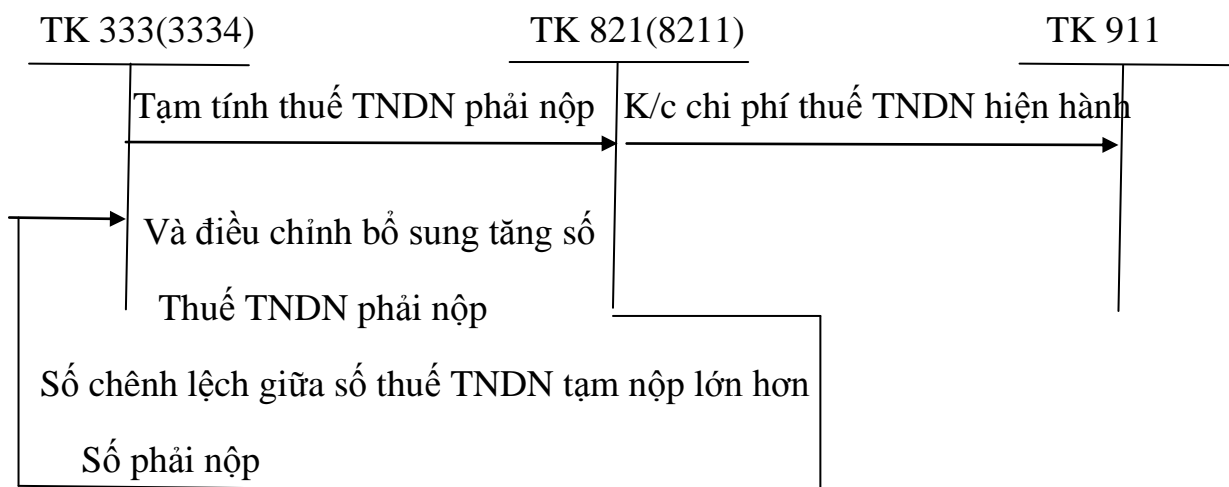 TK 333(3334) TK 821(8211) TK 911
Tạm tính thuế TNDN phải nộp K/c chi phí thuế TNDN hiện hành
Và điều chỉnh bổ sung tăng số
Thuế TNDN phải nộp
Số chênh lệch giữa số thuế TNDN tạm nộp lớn hơn
Số phải nộp